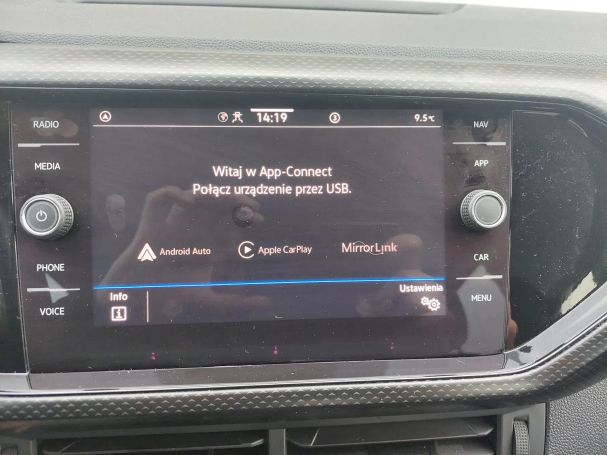 RADIO
MEDIA
PHONE
VOICE
14:19
9.5°C
Witaj w App-Connect
Połącz urządzenie przez USB.
Android Auto
Apple CarPlay
MirrorLink
Info
Ustawienia
NAV
APP
CAR
MENU